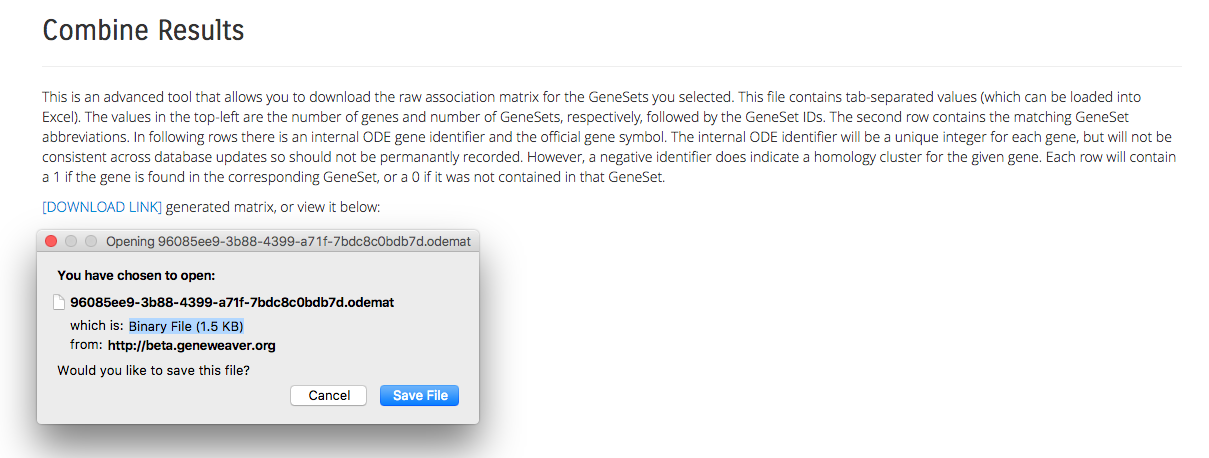 Combine Results
This is an advanced tool that allows you to download the raw association matrix for the GeneSets you selected. This file contains tab-separated values (which can be loaded into
Excel). The values in the top-left are the number of genes and number of GeneSets, respectively, followed by the GeneSet IDs. The second row contains the matching GeneSet
abbreviations. In following rows there is an internal ODE gene identifier and the official gene symbol. The internal ODE identifier will be a unique integer for each gene, but will not be
consistent across database updates so should not be permanantly recorded. However, a negative identifier does indicate a homology cluster for the given gene. Each row will contain
a 1 if the gene is found in the corresponding GeneSet, or a 0 if it was not contained in that GeneSet.
[DOWNLOAD LINK] generated matrix, or view it below:
Opening 96085ee9-3b88-4399-a71f-7bdc8c0bdb7d.odemat
You have chosen to open:
96085ee9-3b88-4399-a71f-7bdc8c0bdb7d.odemat
which is: Binary File (1.5 KB)
from: http://beta.geneweaver.org
Would you like to save this file?
Cancel Save File